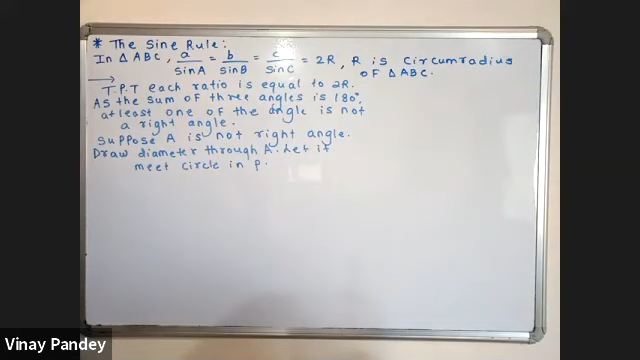 * The Sine Rule:
In △ABC, a/sinA = b/sinB = c/sinC = 2R, R is Circumradius
OF △ABC.
→ T.P.T each ratio is equal to 2R.
As the sum of three angles is 180°,
atleast one of the angle is not
a right angle.
Suppose A is not right angle.
Draw diameter through A. Let it
meet circle in P.
Vinay Pandey